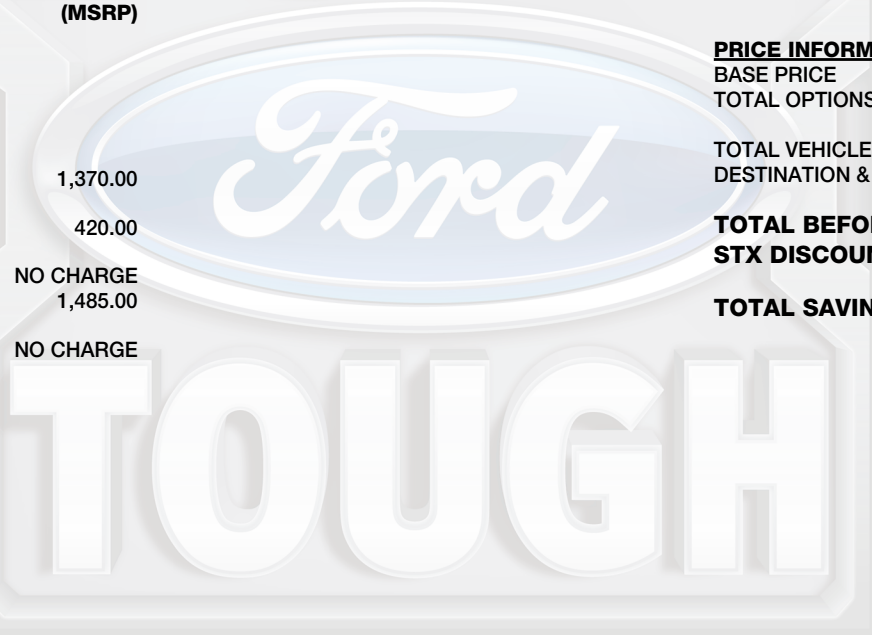 (MSRP)
1,370.00
420.00
NO CHARGE
1,485.00
NO CHARGE
PRICE INFORM
BASE PRICE
TOTAL OPTIONS
TOTAL VEHICLE
DESTINATION &
TOTAL BEFO
STX DISCOUN
TOTAL SAVIN
Ford
TOUGH